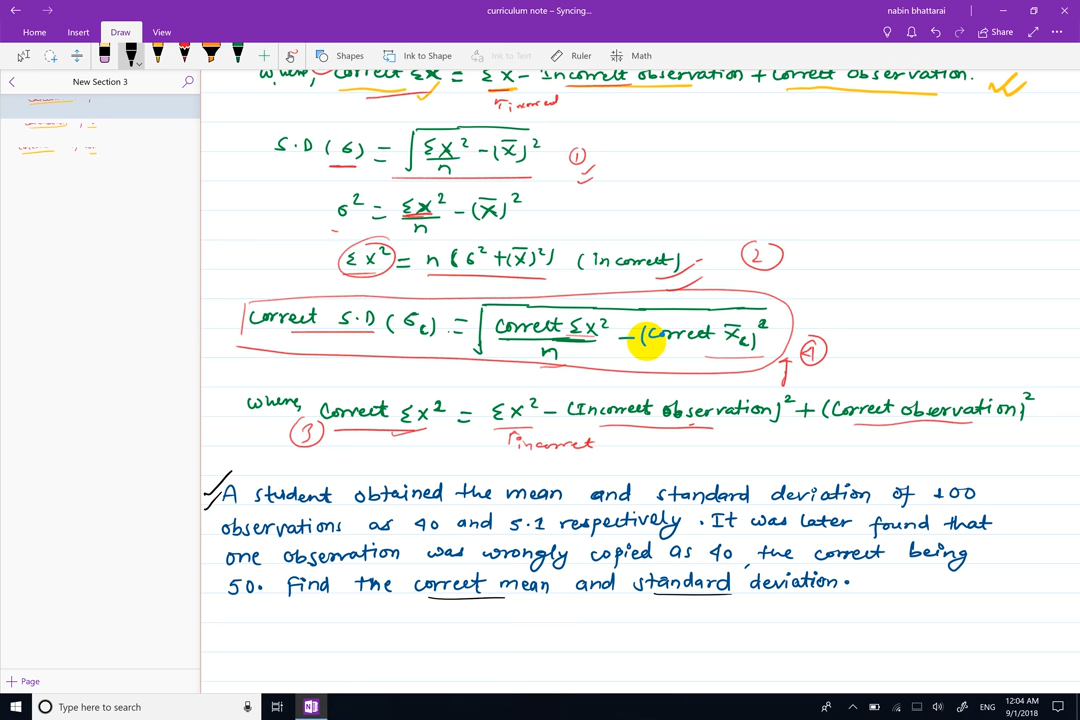 curriculum note – Syncing...
nabin bhattarai
Home Insert Draw View
Shapes Ink to Shape Ink to Text Ruler Math Share
New Section 3
where, correct Σx = Σx - Incorrect observation + Correct observation.
incorrect
S.D (σ) = √Σx²/n - (x̄)² ①
σ² = Σx²/n - (x̄)²
Σx² = n (σ² + (x̄)²) (incorrect) ②
correct S.D (σc) = √correct Σx²/n - (correct x̄c)² ④
where, correct Σx² = Σx² - (Incorrect observation)² + (Correct observation)²
③ incorret
A student obtained the mean and standard deviation of 100
observations as 40 and 5.1 respectively. It was later found that
one observation was wrongly copied as 40, the correct being
50. Find the correct mean and standard deviation.
+ Page
Type here to search
ENG 12:04 AM
9/1/2018